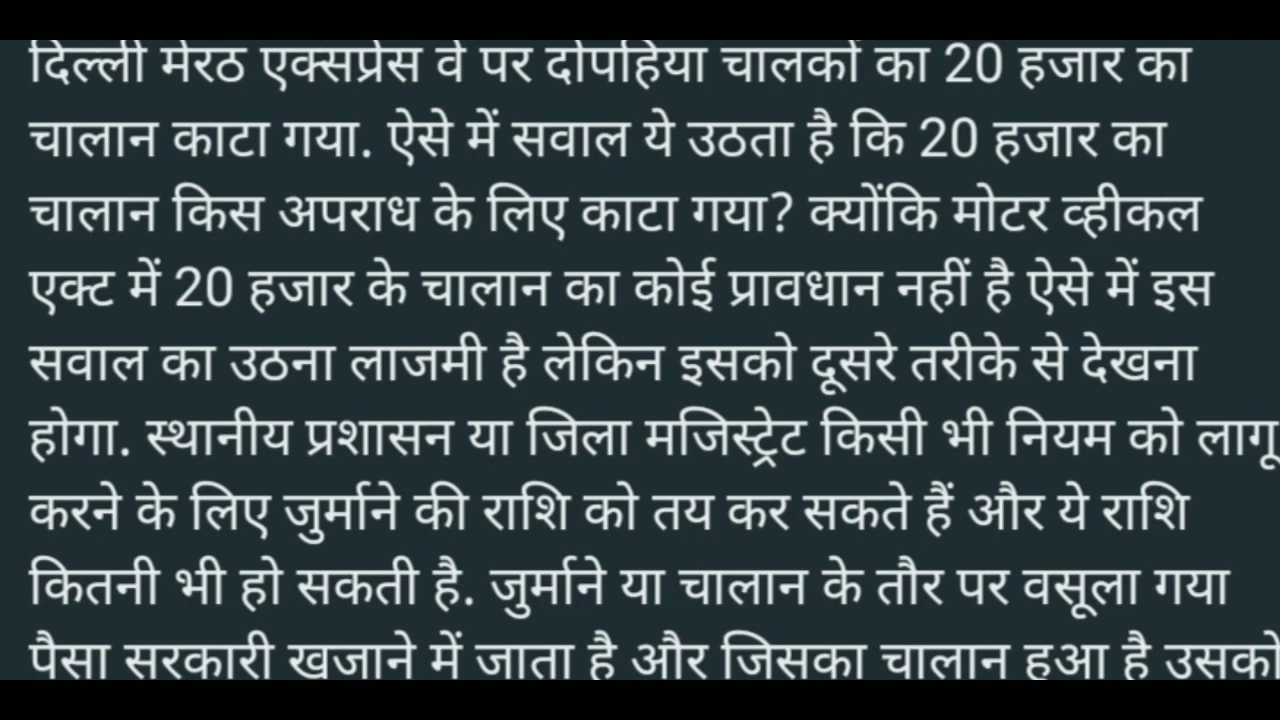 दिल्ली मेरठ एक्सप्रेस वे पर दोपहिया चालकों का 20 हजार का
चालान काटा गया. ऐसे में सवाल ये उठता है कि 20 हजार का
चालान किस अपराध के लिए काटा गया? क्योंकि मोटर व्हीकल
एक्ट में 20 हजार के चालान का कोई प्रावधान नहीं है ऐसे में इस
सवाल का उठना लाजमी है लेकिन इसको दूसरे तरीके से देखना
होगा. स्थानीय प्रशासन या जिला मजिस्ट्रेट किसी भी नियम को लागू
करने के लिए जुर्माने की राशि को तय कर सकते हैं और ये राशि
कितनी भी हो सकती है. जुर्माने या चालान के तौर पर वसूला गया
पैसा सरकारी खजाने में जाता है और जिसका चालान हुआ है उसको